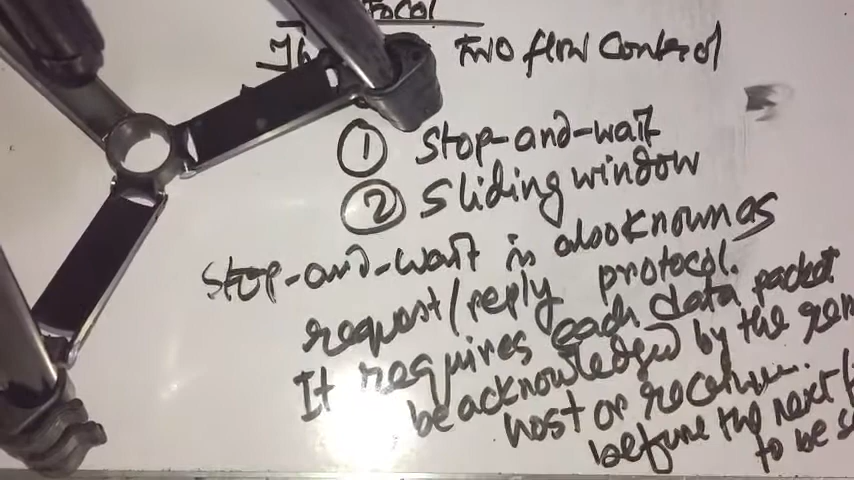 Two flow control
① Stop-and-wait
② Sliding window
Stop-and-wait is also known as
request/reply protocol.
It requires each data packet
be acknowledged by the
host or receiver.
before the next
to be